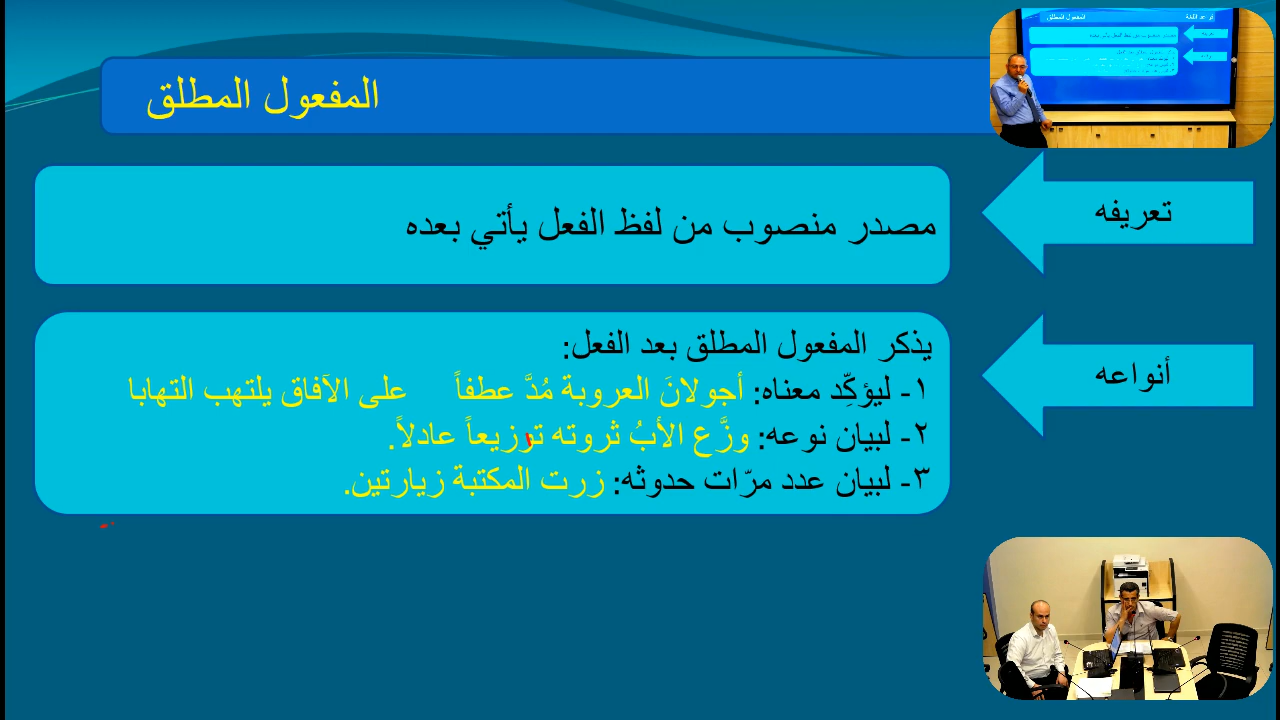 المفعول المطلق
تعريفه
مصدر منصوب من لفظ الفعل يأتي بعده
أنواعه
يذكر المفعول المطلق بعد الفعل:
١- ليؤكِّد معناه: أجولانَ العروبة مُدَّ عطفاً على الآفاق يلتهب التهابا
٢- لبيان نوعه: وزَّع الأبُ ثروته توزيعاً عادلاً.
٣- لبيان عدد مرّات حدوثه: زرت المكتبة زيارتين.